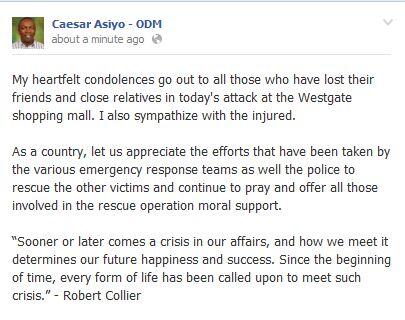 Caesar Asiyo - ODM
about a minute ago
My heartfelt condolences go out to all those who have lost their
friends and close relatives in today's attack at the Westgate
shopping mall. I also sympathize with the injured.
As a country, let us appreciate the efforts that have been taken by
the various emergency response teams as well the police to
rescue the other victims and continue to pray and offer all those
involved in the rescue operation moral support.
“Sooner or later comes a crisis in our affairs, and how we meet it
determines our future happiness and success. Since the beginning
of time, every form of life has been called upon to meet such
crisis.” - Robert Collier